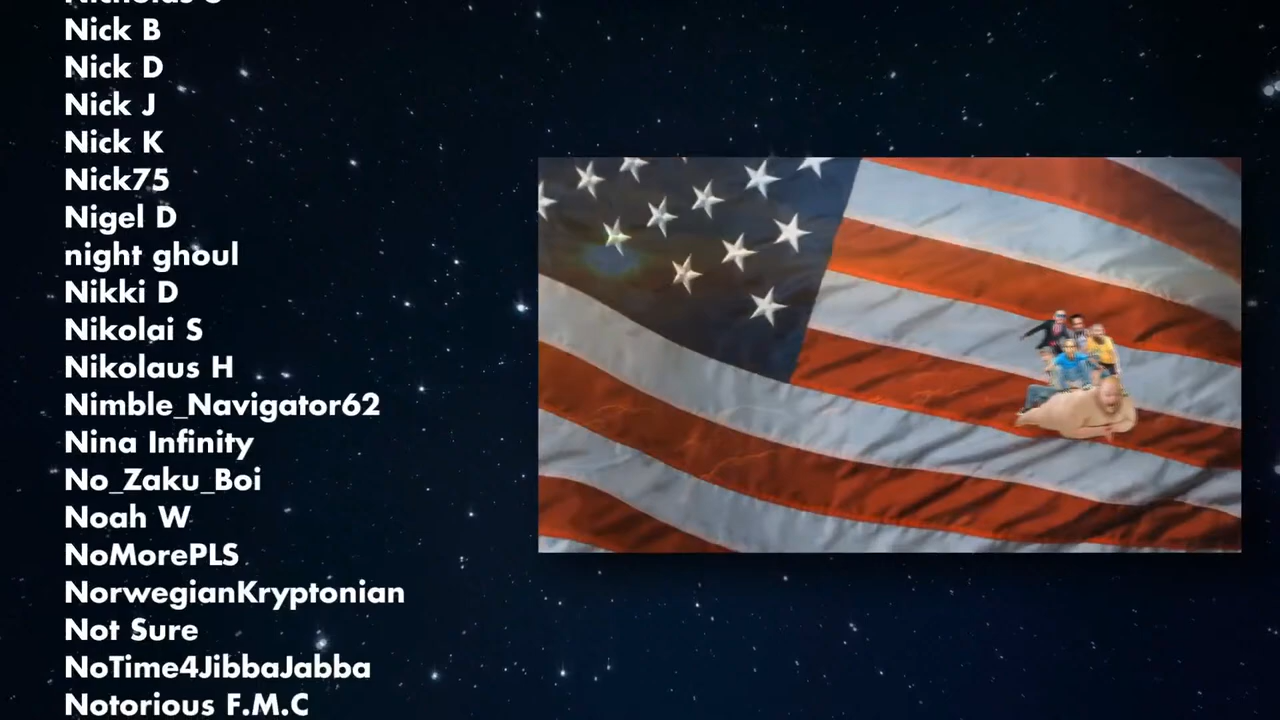 Nick B
Nick D
Nick J
Nick K
Nick75
Nigel D
night ghoul
Nikki D
Nikolai S
Nikolaus H
Nimble_Navigator62
Nina Infinity
No_Zaku_Boi
Noah W
NoMorePLS
NorwegianKryptonian
Not Sure
NoTime4JibbaJabba
Notorious F.M.C